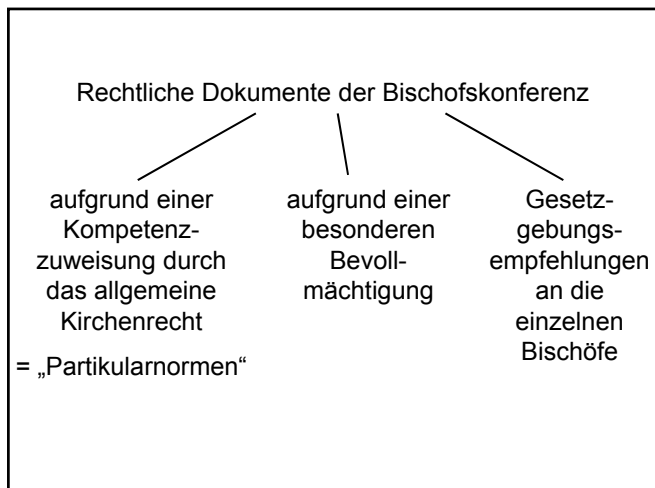 Rechtliche Dokumente der Bischofskonferenz
aufgrund einer
Kompetenz-
zuweisung durch
das allgemeine
Kirchenrecht
= „Partikularnormen“
aufgrund einer
besonderen
Bevoll-
mächtigung
Gesetz-
gebungs-
empfehlungen
an die
einzelnen
Bischöfe